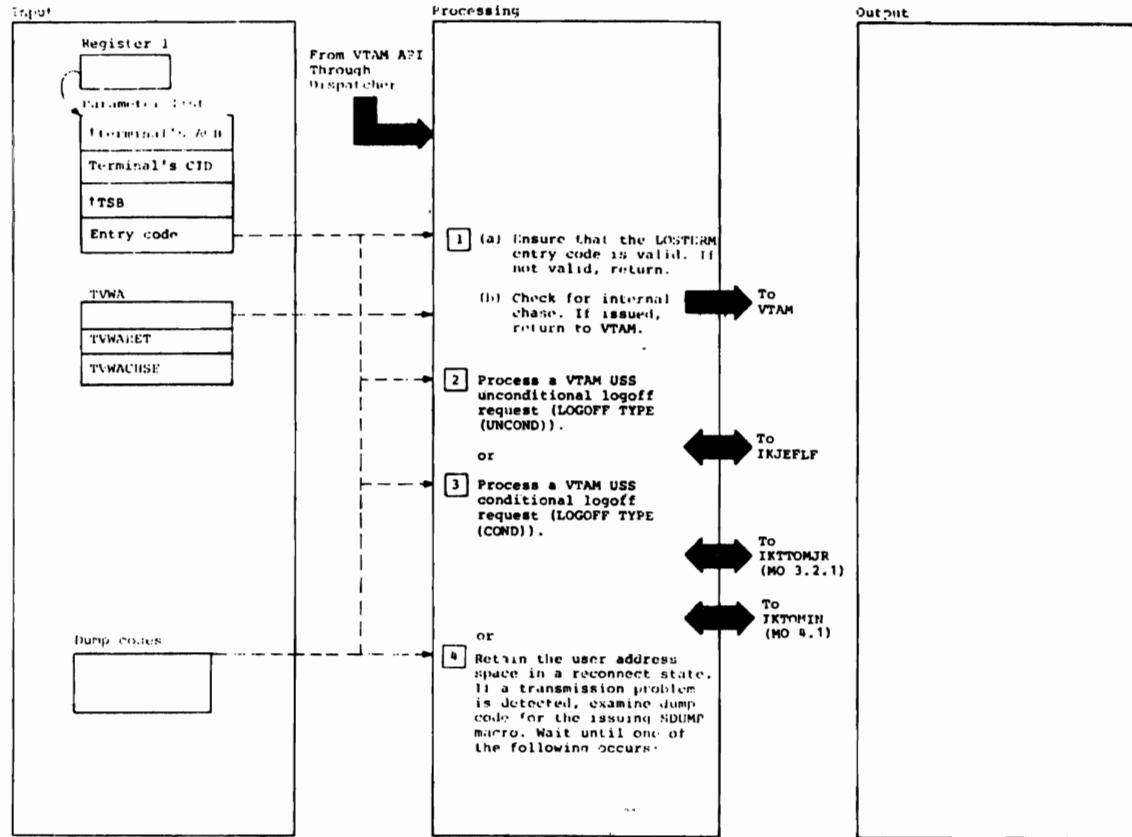 Input
Processing
Output
Register 1
From VTAM API
Through
Dispatcher
Parameter list
↑Terminal's ACB
Terminal's CID
↑TSB
Entry code
1 (a) Ensure that the LOSTERM
entry code is valid. If
not valid, return.
TVWA
(b) Check for internal
chase. If issued,
return to VTAM.
To
VTAM
TVWARET
TVWACHSE
2 Process a VTAM USS
unconditional logoff
request (LOGOFF TYPE
(UNCOND)).
To
IKJEFLF
or
3 Process a VTAM USS
conditional logoff
request (LOGOFF TYPE
(COND)).
To
IKTTOMJR
(MO 3.2.1)
To
IKTOMIN
(MO 4.1)
Dump codes
or
4 Retain the user address
space in a reconnect state.
If a transmission problem
is detected, examine dump
code for the issuing SDUMP
macro. Wait until one of
the following occurs: